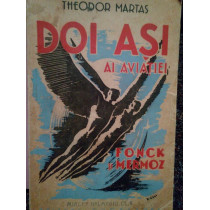 THEODOR MARTAS
DOI AȘI
AI AVIAȚIEI
FONCK
MERMOZ